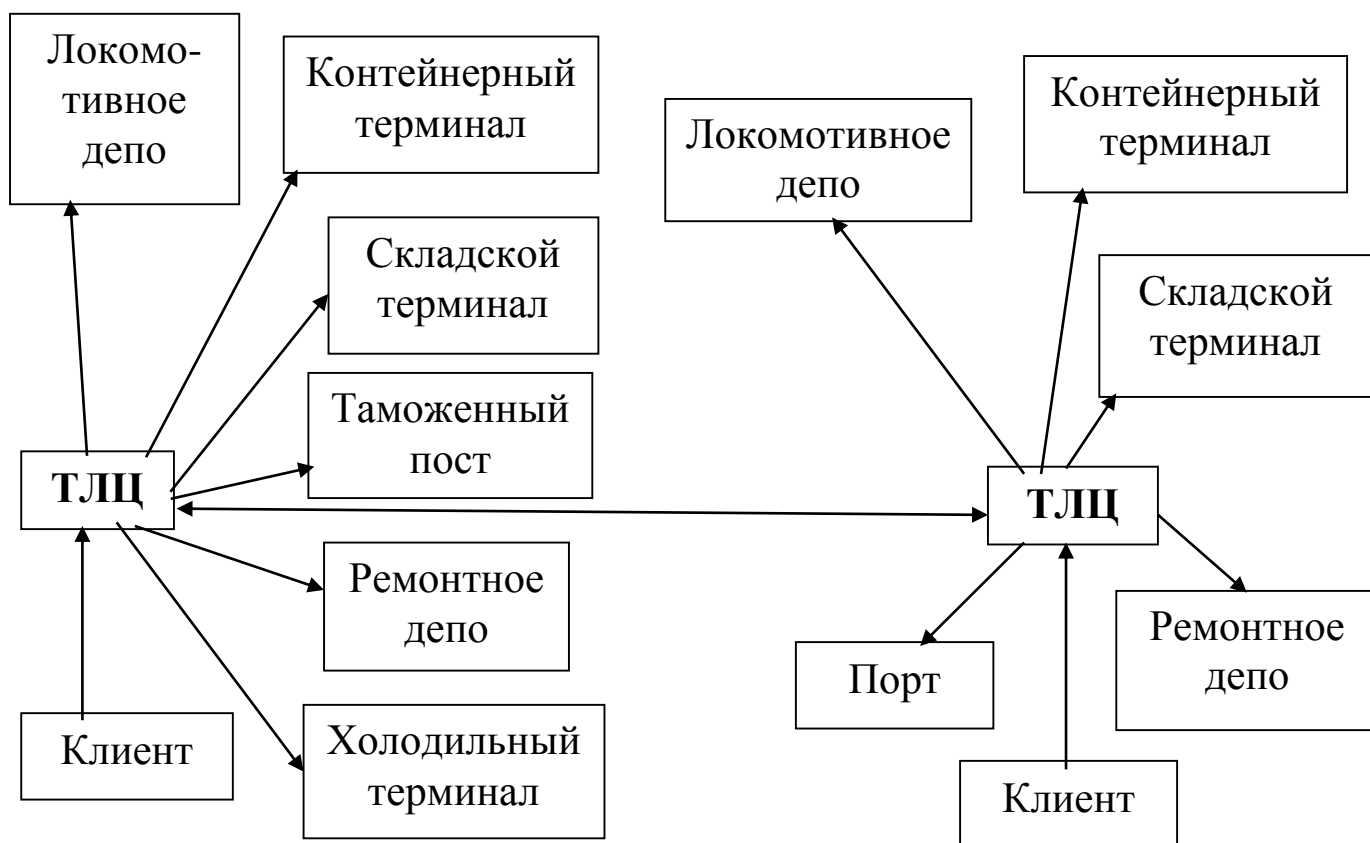 Локомо-
тивное
депо
Контейнерный
терминал
Складской
терминал
Таможенный
пост
ТЛЦ
Ремонтное
депо
Клиент
Холодильный
терминал
Локомотивное
депо
Контейнерный
терминал
Складской
терминал
ТЛЦ
Порт
Ремонтное
депо
Клиент